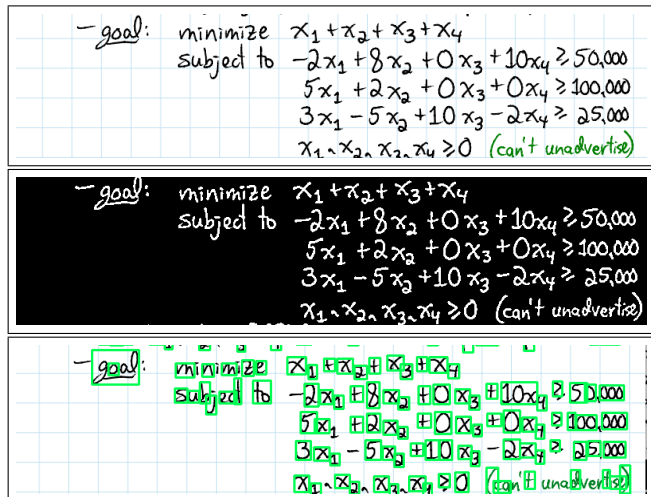 - goal: minimize x₁ + x₂ + x₃ + x₄
subject to -2x₁ + 8x₂ + 0x₃ + 10x₄ ≥ 50,000
5x₁ + 2x₂ + 0x₃ + 0x₄ ≥ 100,000
3x₁ - 5x₂ + 10x₃ - 2x₄ ≥ 25,000
x₁, x₂, x₃, x₄ ≥ 0 (can't unadvertise)
- goal: minimize x₁ + x₂ + x₃ + x₄
subject to -2x₁ + 8x₂ + 0x₃ + 10x₄ ≥ 50,000
5x₁ + 2x₂ + 0x₃ + 0x₄ ≥ 100,000
3x₁ - 5x₂ + 10x₃ - 2x₄ ≥ 25,000
x₁, x₂, x₃, x₄ ≥ 0 (can't unadvertise)
- goal: minimize x₁ + x₂ + x₃ + x₄
subject to -2x₁ + 8x₂ + 0x₃ + 10x₄ ≥ 50,000
5x₁ + 2x₂ + 0x₃ + 0x₄ ≥ 100,000
3x₁ - 5x₂ + 10x₃ - 2x₄ ≥ 25,000
x₁, x₂, x₃, x₄ ≥ 0 (can't unadvertise)